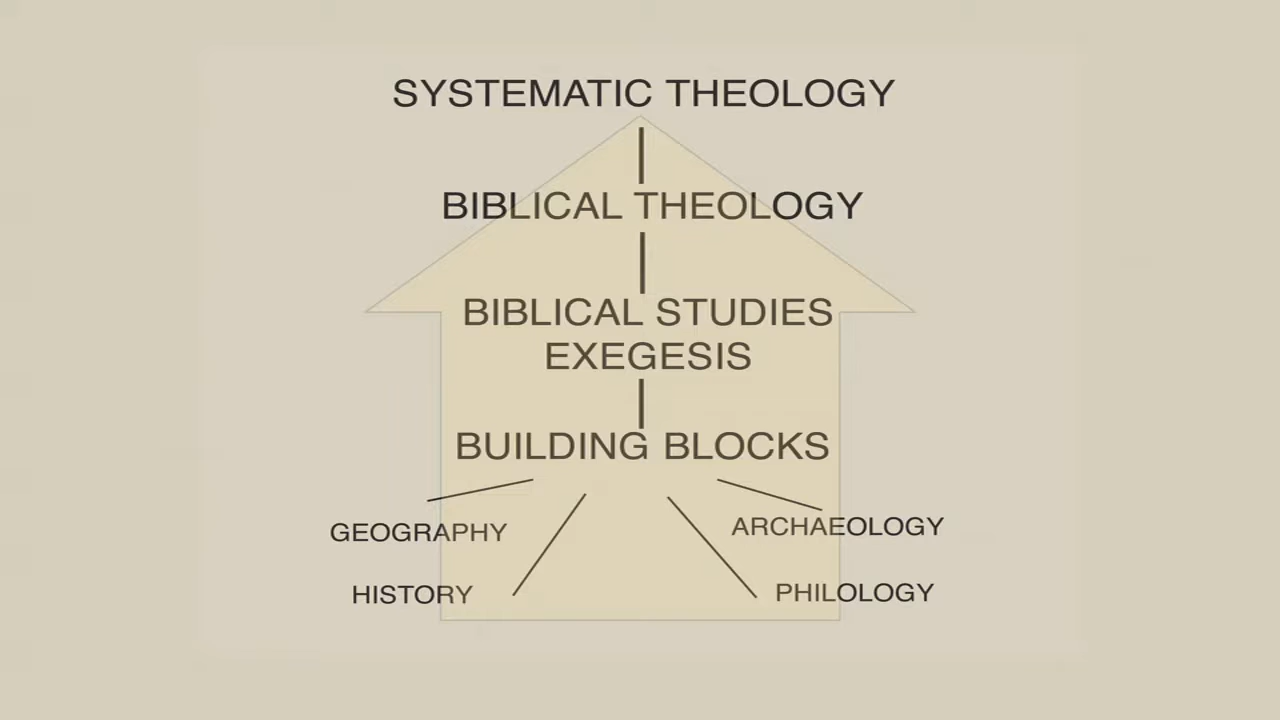 SYSTEMATIC THEOLOGY
BIBLICAL THEOLOGY
BIBLICAL STUDIES
EXEGESIS
BUILDING BLOCKS
GEOGRAPHY
ARCHAEOLOGY
HISTORY
PHILOLOGY